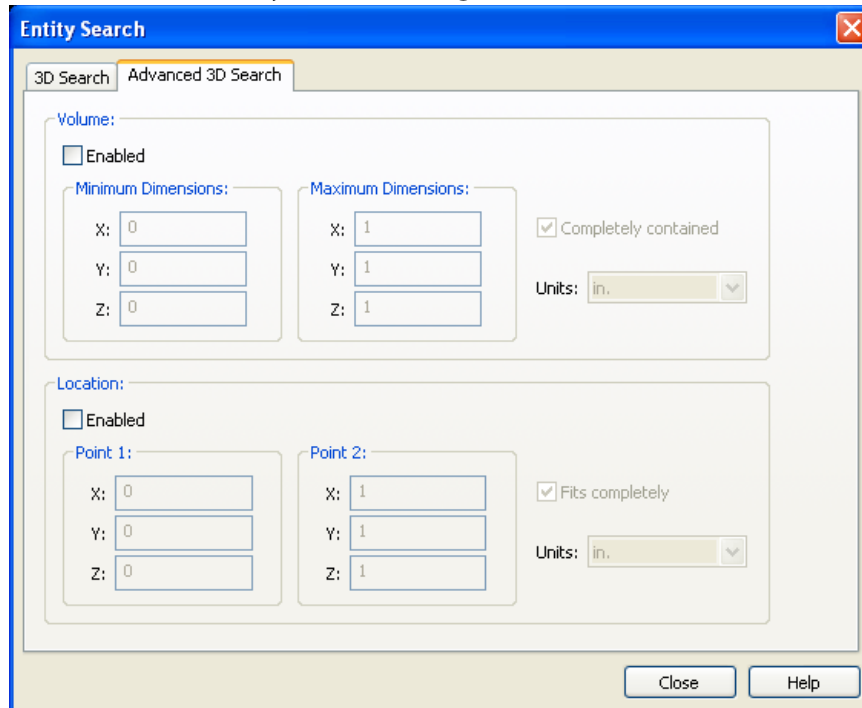 Entity Search
3D Search Advanced 3D Search
Volume:
Enabled
Minimum Dimensions: Maximum Dimensions:
X: 0 X: 1 Completely contained
Y: 0 Y: 1
Units: in.
Z: 0 Z: 1
Location:
Enabled
Point 1: Point 2:
X: 0 X: 1 Fits completely
Y: 0 Y: 1
Units: in.
Z: 0 Z: 1
Close Help